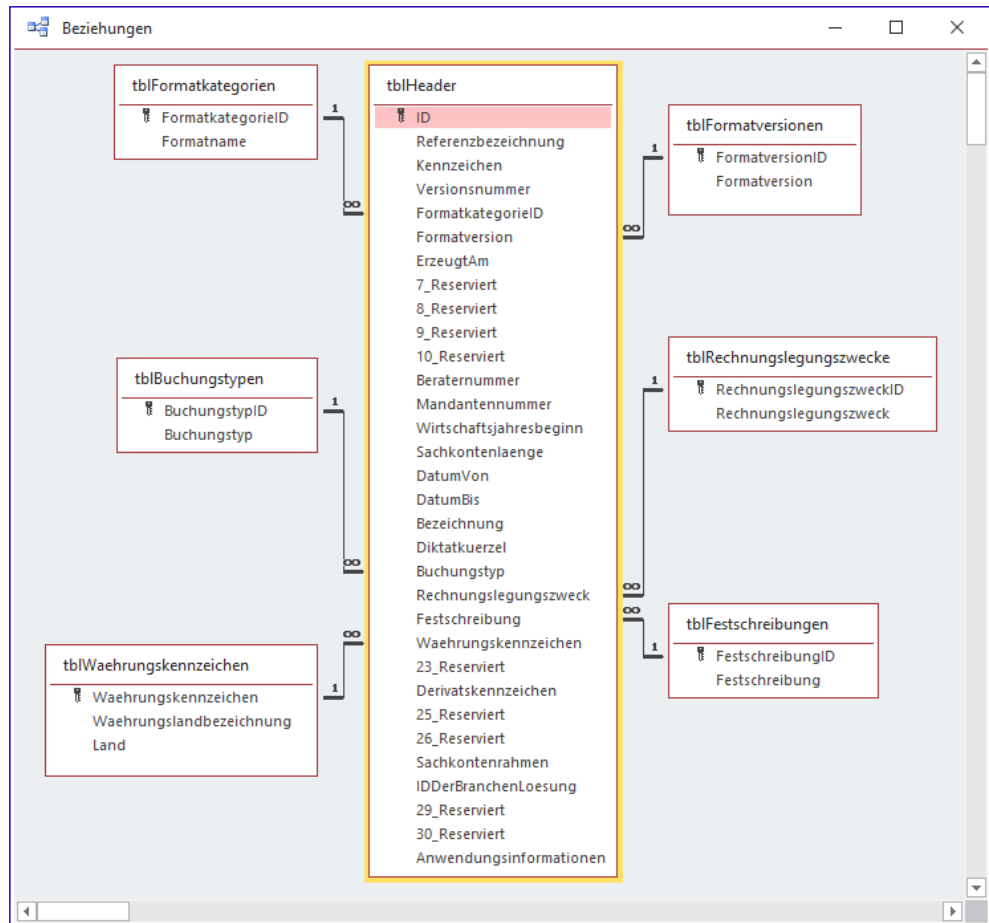 Beziehungen
tblFormatkategorien
FormatkategorieID
Formatname
1
∞
tblBuchungstypen
BuchungstypID
Buchungstyp
1
∞
tblWaehrungskennzeichen
Waehrungskennzeichen
Waehrungslandbezeichnung
Land
1
∞
tblHeader
ID
Referenzbezeichnung
Kennzeichen
Versionsnummer
FormatkategorieID
Formatversion
ErzeugtAm
7_Reserviert
8_Reserviert
9_Reserviert
10_Reserviert
Beraternummer
Mandantennummer
Wirtschaftsjahresbeginn
Sachkontenlaenge
DatumVon
DatumBis
Bezeichnung
Diktatkuerzel
Buchungstyp
Rechnungslegungszweck
Festschreibung
Waehrungskennzeichen
23_Reserviert
Derivatskennzeichen
25_Reserviert
26_Reserviert
Sachkontenrahmen
IDDerBranchenLoesung
29_Reserviert
30_Reserviert
Anwendungsinformationen
tblFormatversionen
FormatversionID
Formatversion
1
∞
tblRechnungslegungszwecke
RechnungslegungszweckID
Rechnungslegungszweck
1
∞
tblFestschreibungen
FestschreibungID
Festschreibung
∞
1